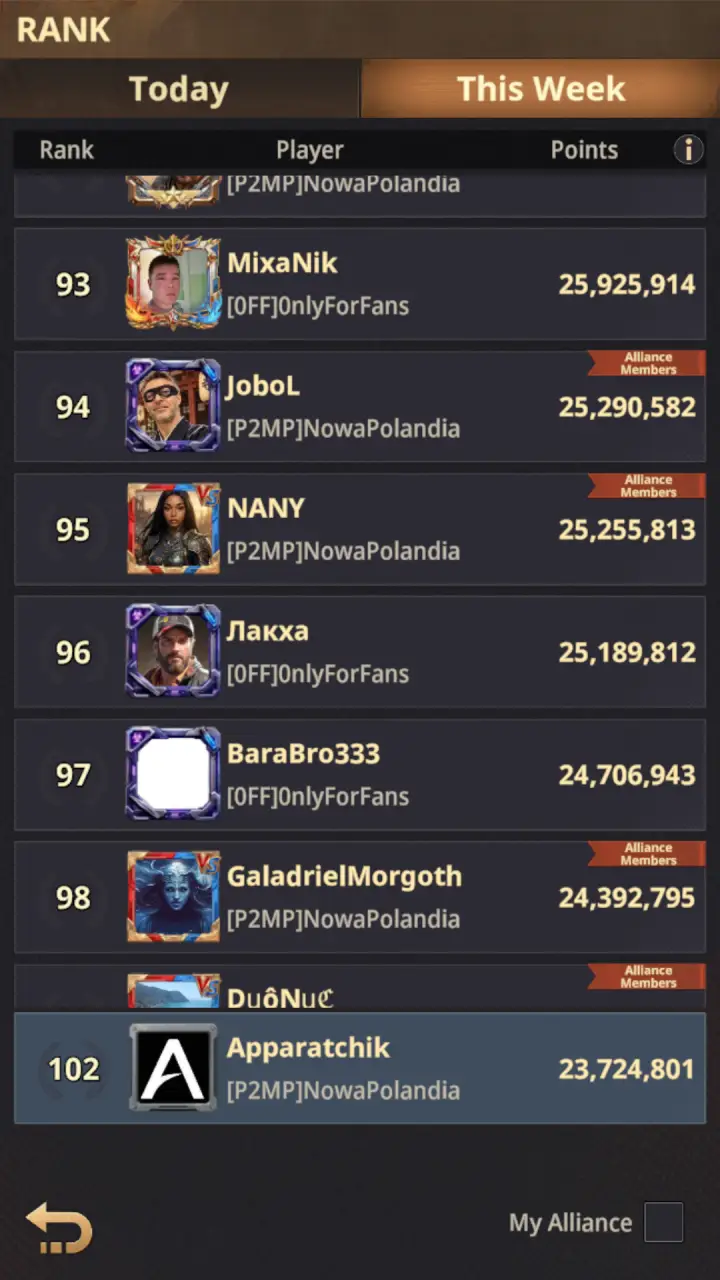 RANK
Today
This Week
Rank Player Points i
[P2MP]NowaPolandia
93 MixaNik 25,925,914
[0FF]0nlyForFans
Alliance Members
94 JoboL 25,290,582
[P2MP]NowaPolandia
Alliance Members
95 NANY 25,255,813
[P2MP]NowaPolandia
96 Лакха 25,189,812
[0FF]0nlyForFans
97 BaraBro333 24,706,943
[0FF]0nlyForFans
Alliance Members
98 GaladrielMorgoth 24,392,795
[P2MP]NowaPolandia
Alliance Members
DuôNuℭ
102 Apparatchik 23,724,801
[P2MP]NowaPolandia
My Alliance